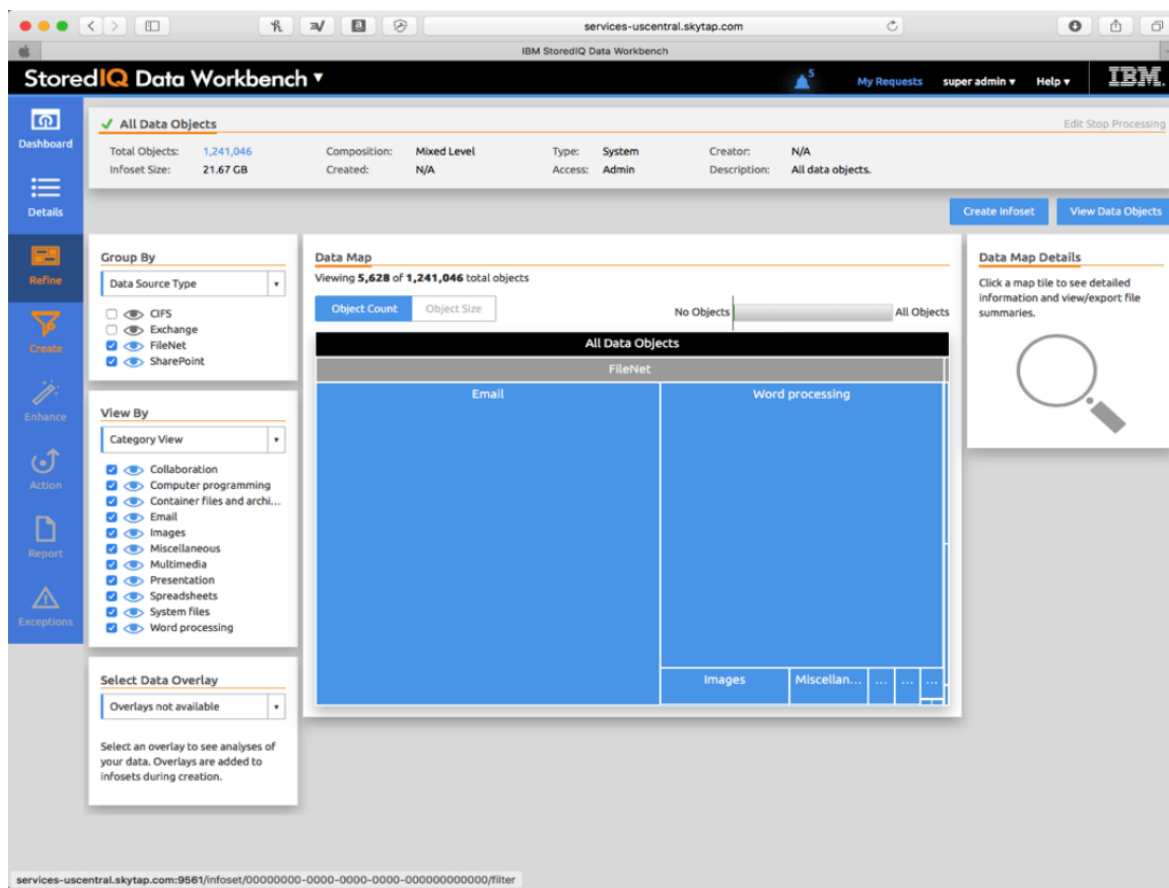 services-uscentral.skytap.com
IBM StoredIQ Data Workbench
StoredIQ Data Workbench ▼
5
My Requests
super admin ▾
Help ▾
IBM.
Dashboard
Details
Refine
Create
Enhance
Action
Report
Exceptions
All Data Objects
Edit Stop Processing
Total Objects: 1,241,046 Composition: Mixed Level Type: System Creator: N/A
Infoset Size: 21.67 GB Created: N/A Access: Admin Description: All data objects.
Create Infoset
View Data Objects
Group By
Data Source Type
CIFS
Exchange
FileNet
SharePoint
View By
Category View
Collaboration
Computer programming
Container files and archi...
Email
Images
Miscellaneous
Multimedia
Presentation
Spreadsheets
System files
Word processing
Select Data Overlay
Overlays not available
Select an overlay to see analyses of
your data. Overlays are added to
infosets during creation.
Data Map
Viewing 5,628 of 1,241,046 total objects
Object Count
Object Size
No Objects
All Objects
All Data Objects
FileNet
Email
Word processing
Images
Miscellan...
...
...
...
Data Map Details
Click a map tile to see detailed
information and view/export file
summaries.
services-uscentral.skytap.com:9561/infoset/00000000-0000-0000-0000-000000000000/filter